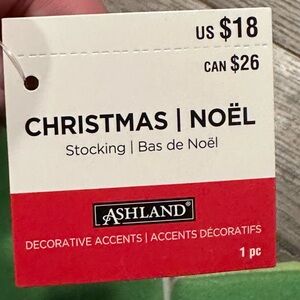 US $18
CAN $26
CHRISTMAS | NOËL
Stocking | Bas de Noël
ASHLAND®
DECORATIVE ACCENTS | ACCENTS DÉCORATIFS
1 pc